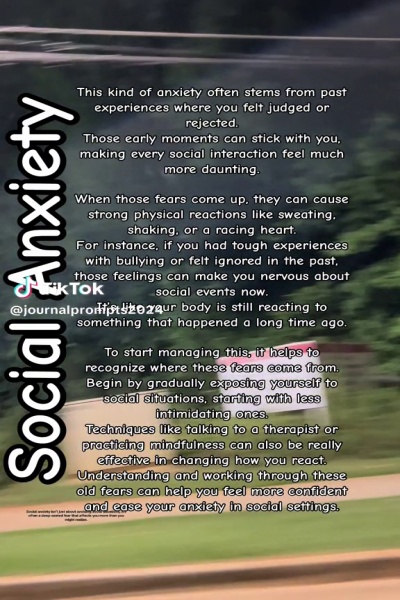 Social Anxiety
This kind of anxiety often stems from past
experiences where you felt judged or
rejected.
Those early moments can stick with you,
making every social interaction feel much
more daunting.
When those fears come up, they can cause
strong physical reactions like sweating,
shaking, or a racing heart.
For instance, if you had tough experiences
with bullying or felt ignored in the past,
those feelings can make you nervous about
social events now.
It's like your body is still reacting to
something that happened a long time ago.
TikTok
@journalprompts2024
To start managing this, it helps to
recognize where these fears come from.
Begin by gradually exposing yourself to
social situations, starting with less
intimidating ones.
Techniques like talking to a therapist or
practicing mindfulness can also be really
effective in changing how you react.
Understanding and working through these
old fears can help you feel more confident
and ease your anxiety in social settings.
Social anxiety isn't just about